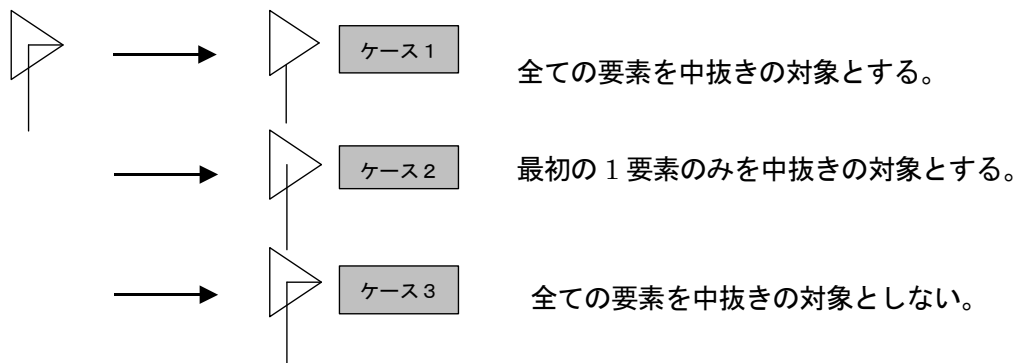 ケース1
全ての要素を中抜きの対象とする。
ケース2
最初の 1 要素のみを中抜きの対象とする。
ケース3
全ての要素を中抜きの対象としない。